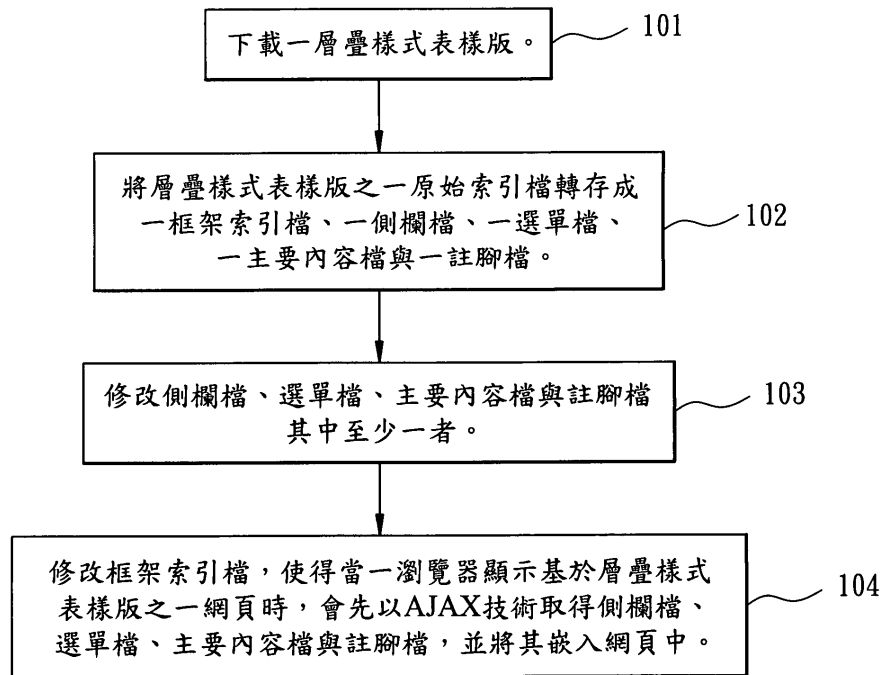 下載一層疊樣式表樣版。
101
將層疊樣式表樣版之一原始索引檔轉存成
一框架索引檔、一側欄檔、一選單檔、
一主要內容檔與一註腳檔。
102
修改側欄檔、選單檔、主要內容檔與註腳檔
其中至少一者。
103
修改框架索引檔，使得當一瀏覽器顯示基於層疊樣式
表樣版之一網頁時，會先以AJAX技術取得側欄檔、
選單檔、主要內容檔與註腳檔，並將其嵌入網頁中。
104